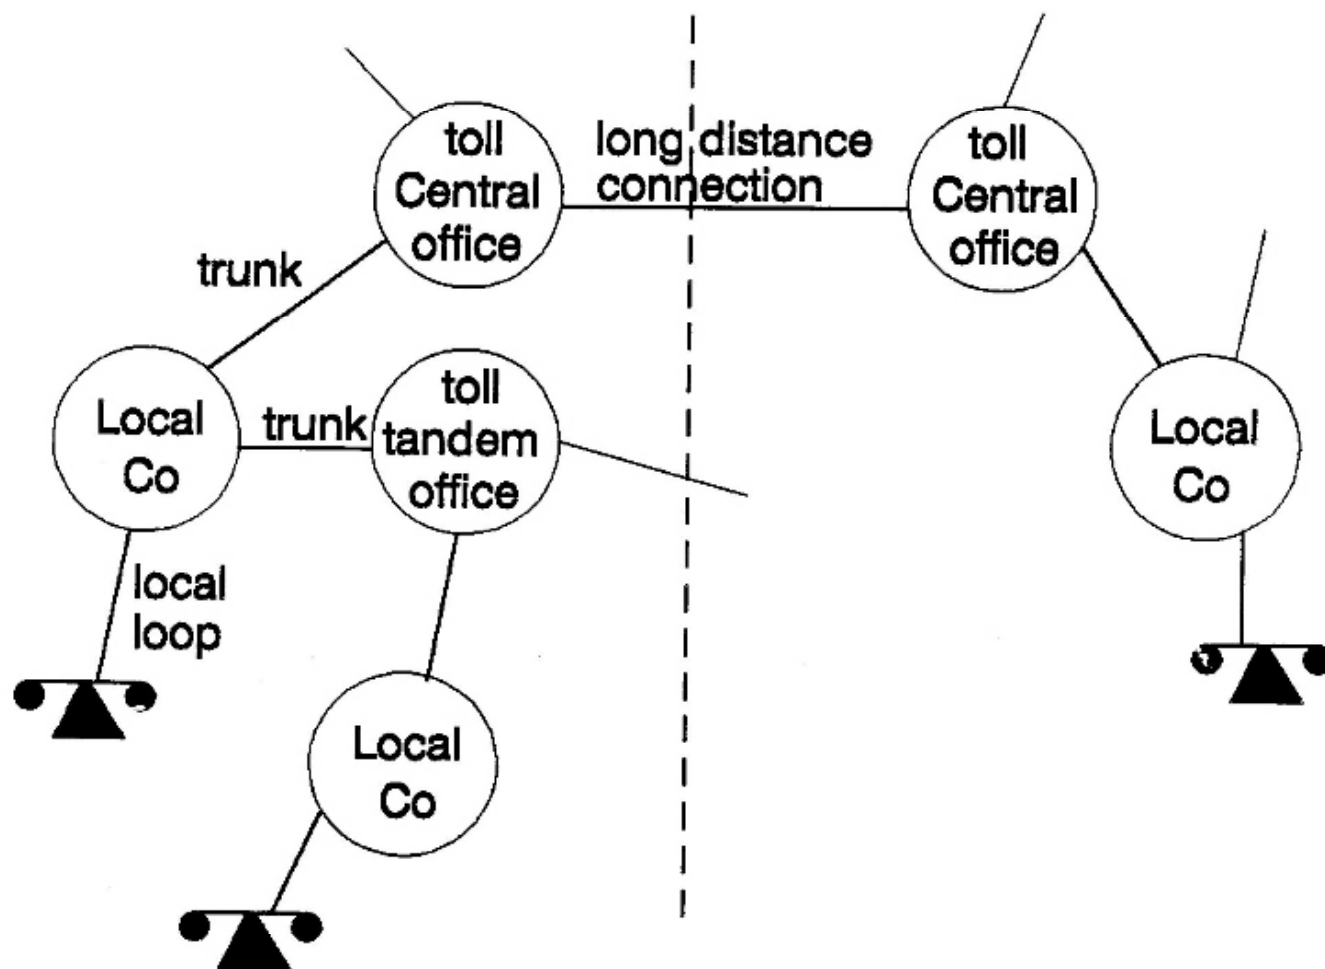 toll
Central
office
long distance
connection
toll
Central
office
trunk
Local
Co
trunk
toll
tandem
office
Local
Co
local
loop
Local
Co